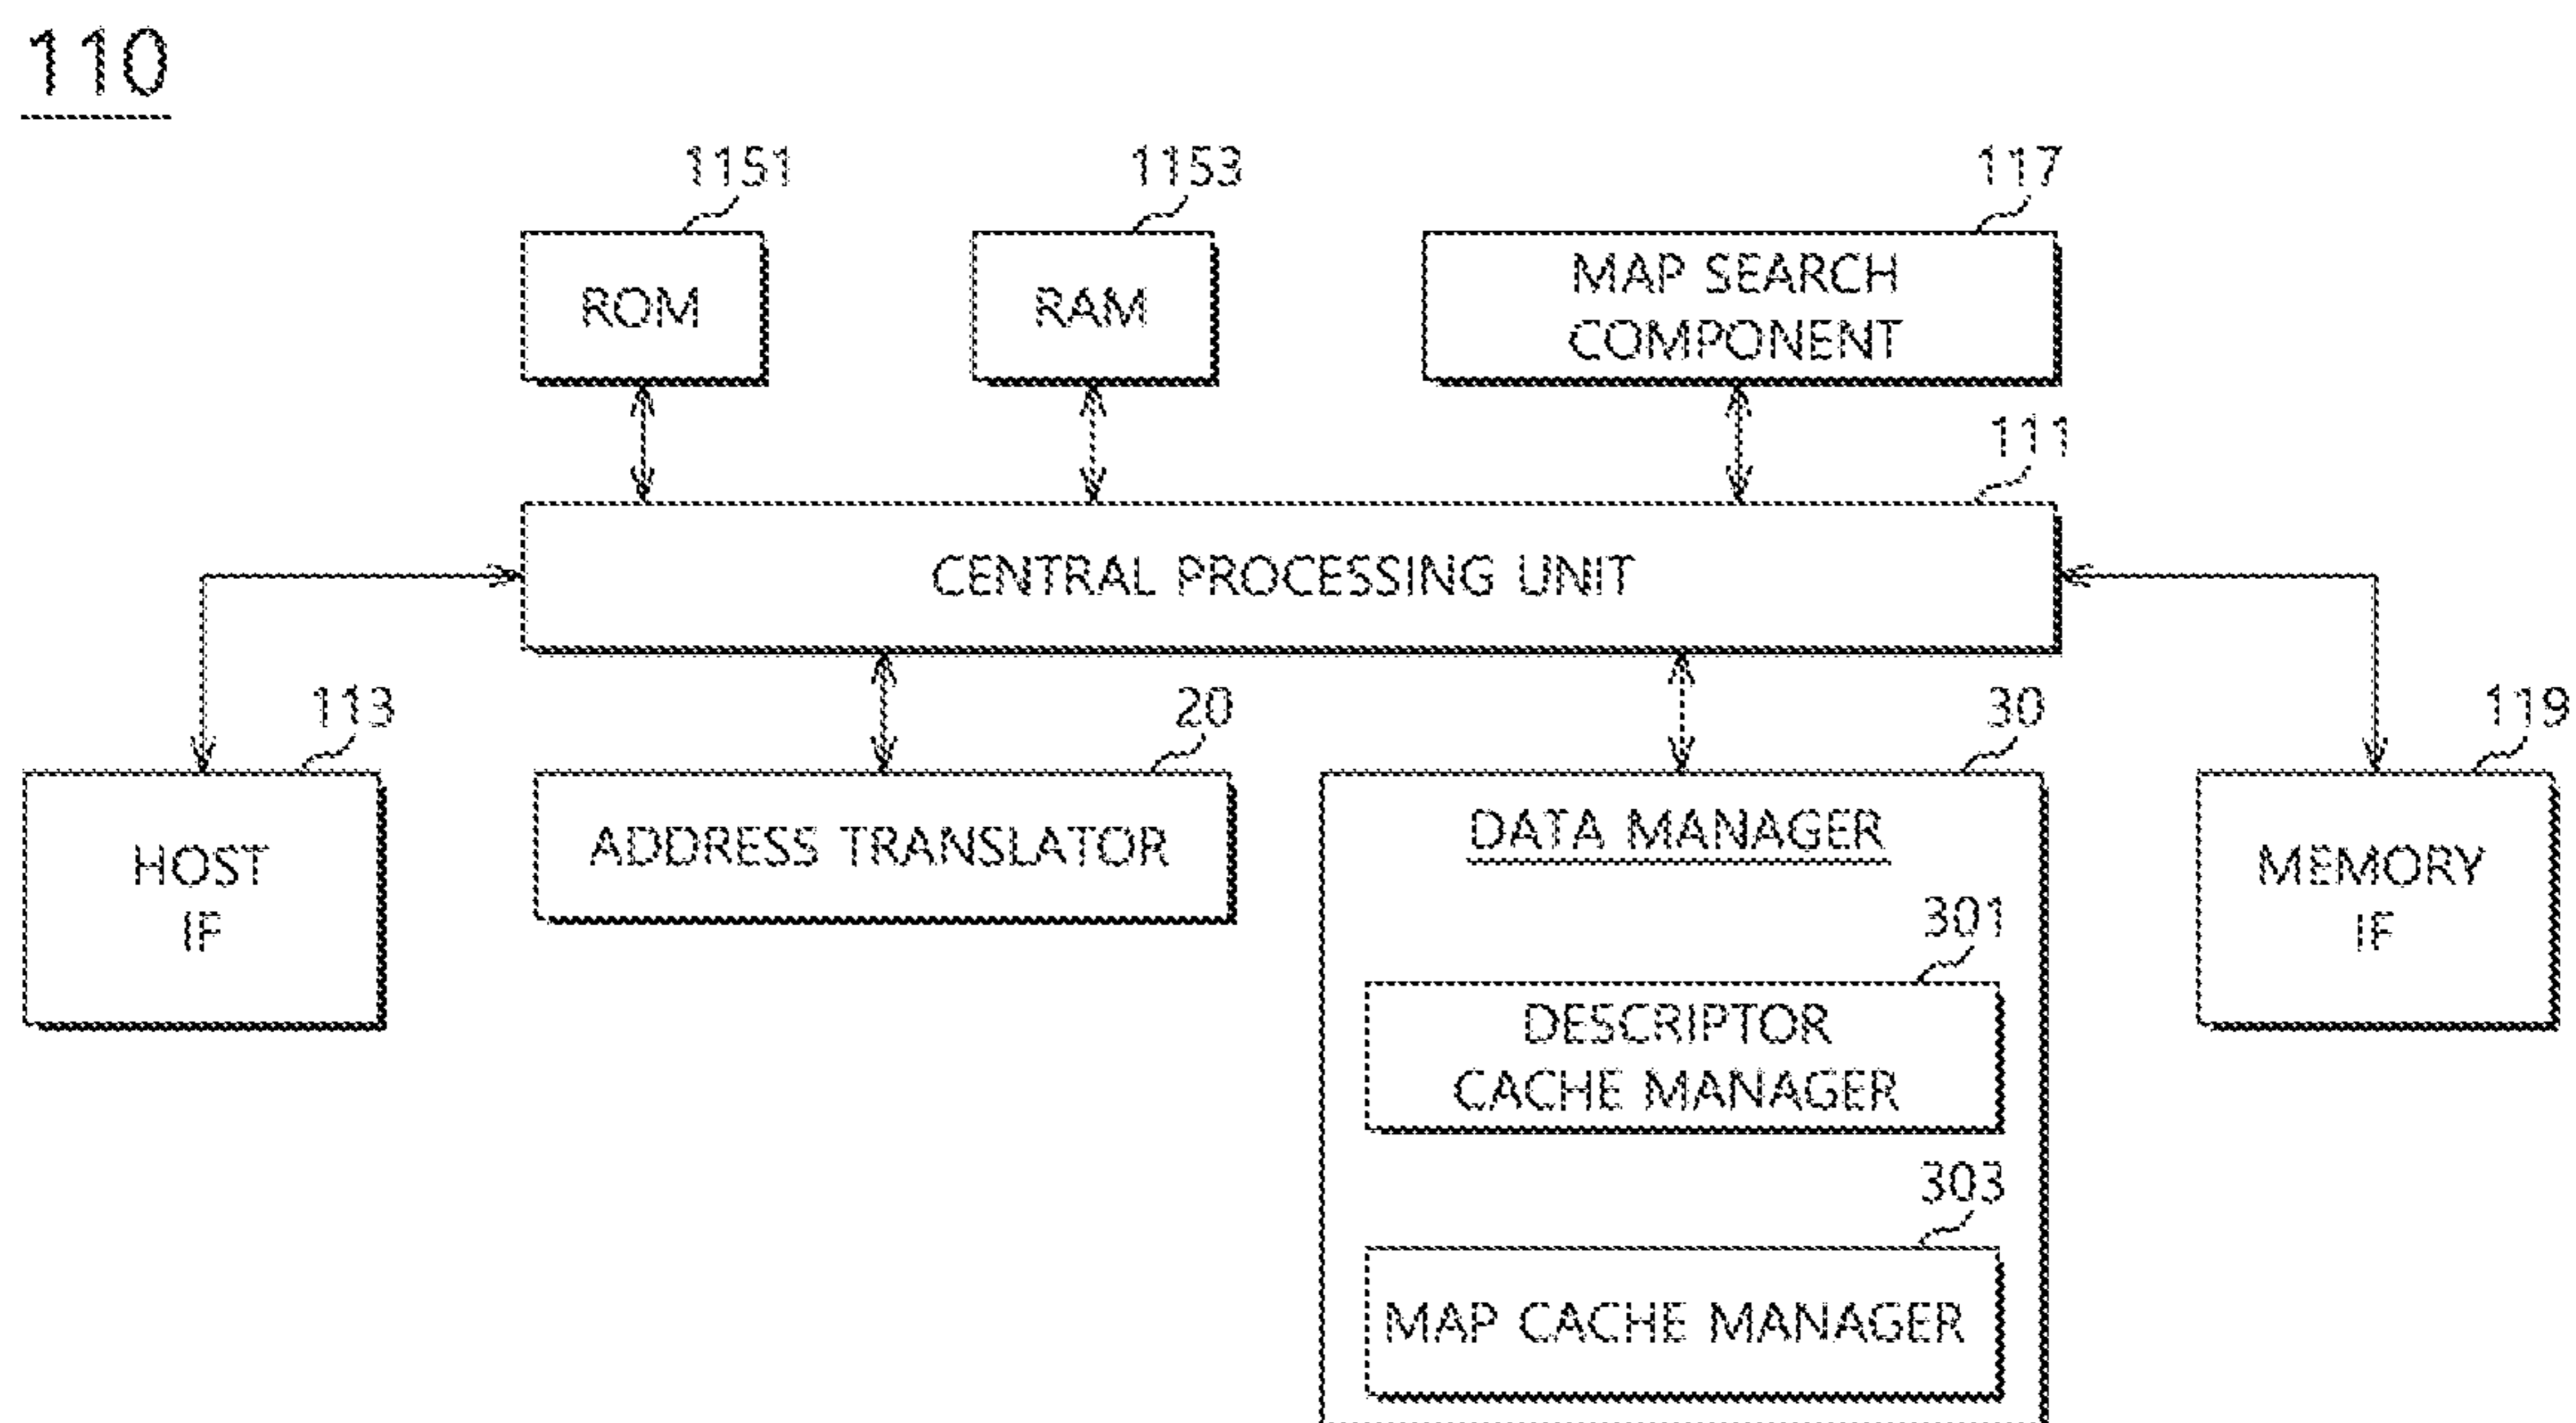 110
1151
1153
117
ROM
RAM
MAP SEARCH
COMPONENT
111
CENTRAL PROCESSING UNIT
113
20
30
119
HOST
IF
ADDRESS TRANSLATOR
DATA MANAGER
MEMORY
IF
301
DESCRIPTOR
CACHE MANAGER
303
MAP CACHE MANAGER